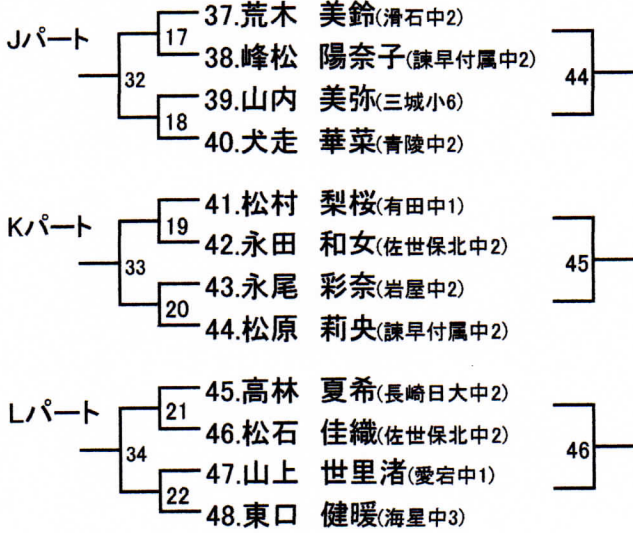 Jパート
37.荒木 美鈴(滑石中2)
17
38.峰松 陽奈子(諫早付属中2)
32
44
39.山内 美弥(三城小6)
18
40.犬走 華菜(青陵中2)
Kパート
41.松村 梨桜(有田中1)
19
42.永田 和女(佐世保北中2)
33
45
43.永尾 彩奈(岩屋中2)
20
44.松原 莉央(諫早付属中2)
Lパート
45.高林 夏希(長崎日大中2)
21
46.松石 佳織(佐世保北中2)
34
46
47.山上 世里渚(愛宕中1)
22
48.東口 健暖(海星中3)